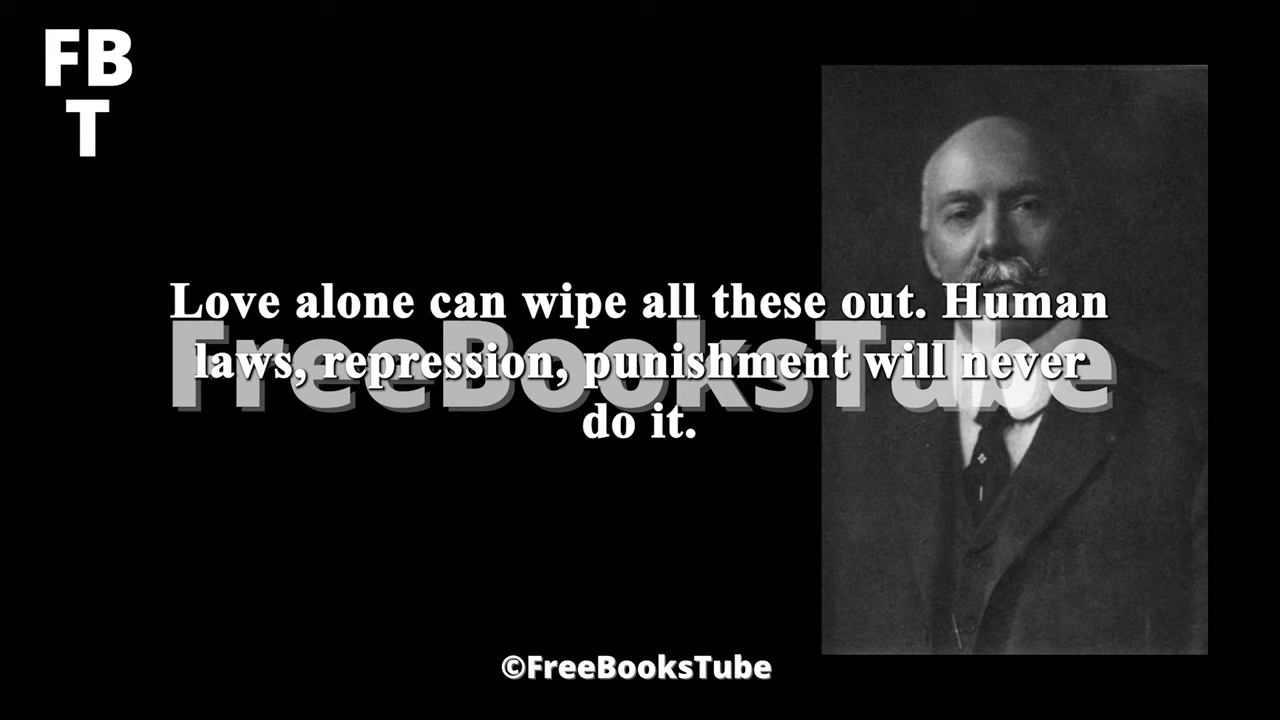 FB
T
Love alone can wipe all these out. Human
laws, repression, punishment will never
do it.
FreeBooksTube
©FreeBooksTube